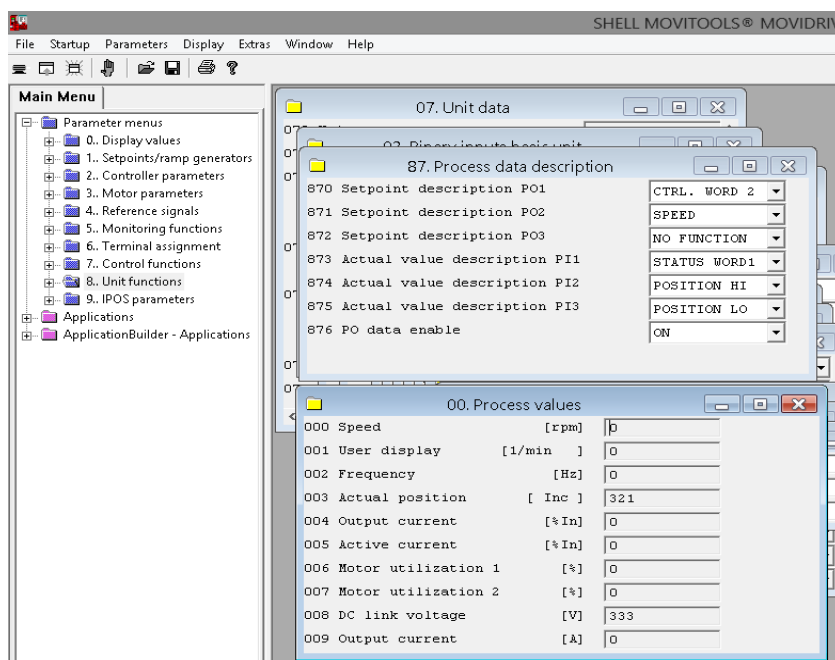 SHELL MOVITOOLS® MOVIDRI
File Startup Parameters Display Extras Window Help
Main Menu
Parameter menus
0.. Display values
1.. Setpoints/ramp generators
2.. Controller parameters
3.. Motor parameters
4.. Reference signals
5.. Monitoring functions
6.. Terminal assignment
7.. Control functions
8.. Unit functions
9.. IPOS parameters
Applications
ApplicationBuilder - Applications
07. Unit data
87. Process data description
870 Setpoint description PO1 CTRL. WORD 2
871 Setpoint description PO2 SPEED
872 Setpoint description PO3 NO FUNCTION
873 Actual value description PI1 STATUS WORD1
874 Actual value description PI2 POSITION HI
875 Actual value description PI3 POSITION LO
876 PO data enable ON
00. Process values
000 Speed [rpm] 0
001 User display [1/min ] 0
002 Frequency [Hz] 0
003 Actual position [ Inc ] 321
004 Output current [%In] 0
005 Active current [%In] 0
006 Motor utilization 1 [%] 0
007 Motor utilization 2 [%] 0
008 DC link voltage [V] 333
009 Output current [A] 0